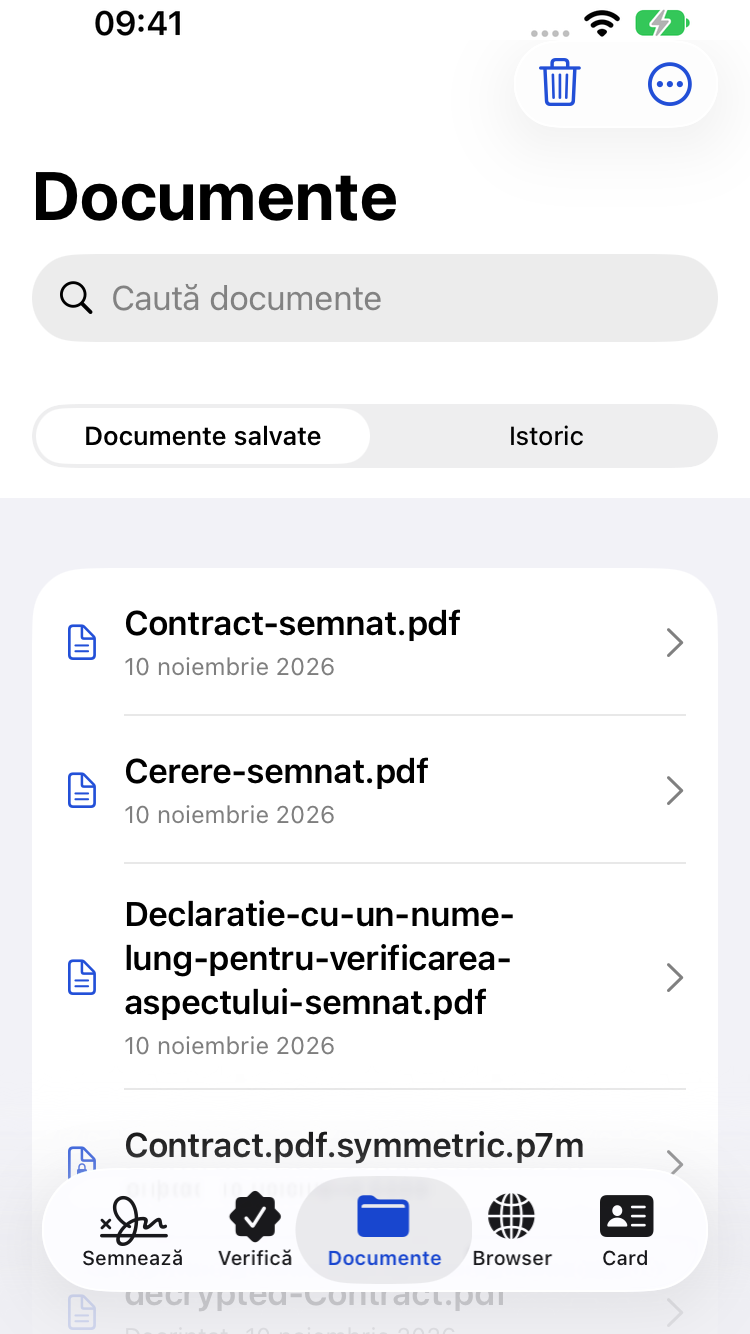 09:41
Documente
Caută documente
Documente salvate
Istoric
Contract-semnat.pdf
10 noiembrie 2026
Cerere-semnat.pdf
10 noiembrie 2026
Declaratie-cu-un-nume-
lung-pentru-verificarea-
aspectului-semnat.pdf
10 noiembrie 2026
Contract.pdf.symmetric.p7m
Semnează
Verifică
Documente
Browser
Card
decrypted-Contract.pdf